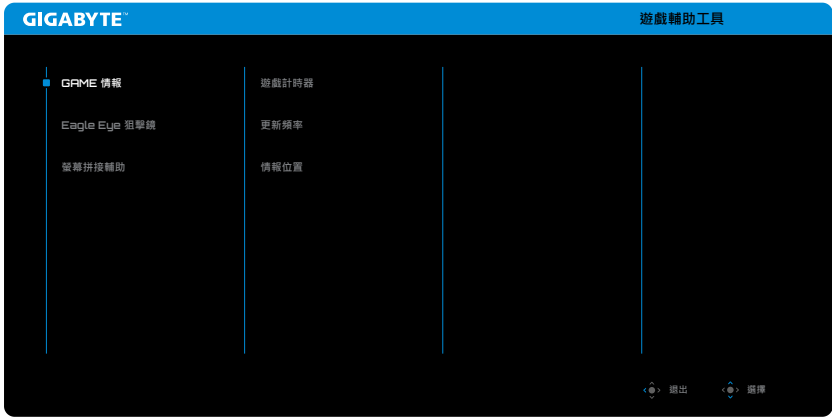 GIGABYTE™
遊戲輔助工具
GAME 情報
Eagle Eye 狙擊鏡
螢幕拼接輔助
遊戲計時器
更新頻率
情報位置
退出
選擇